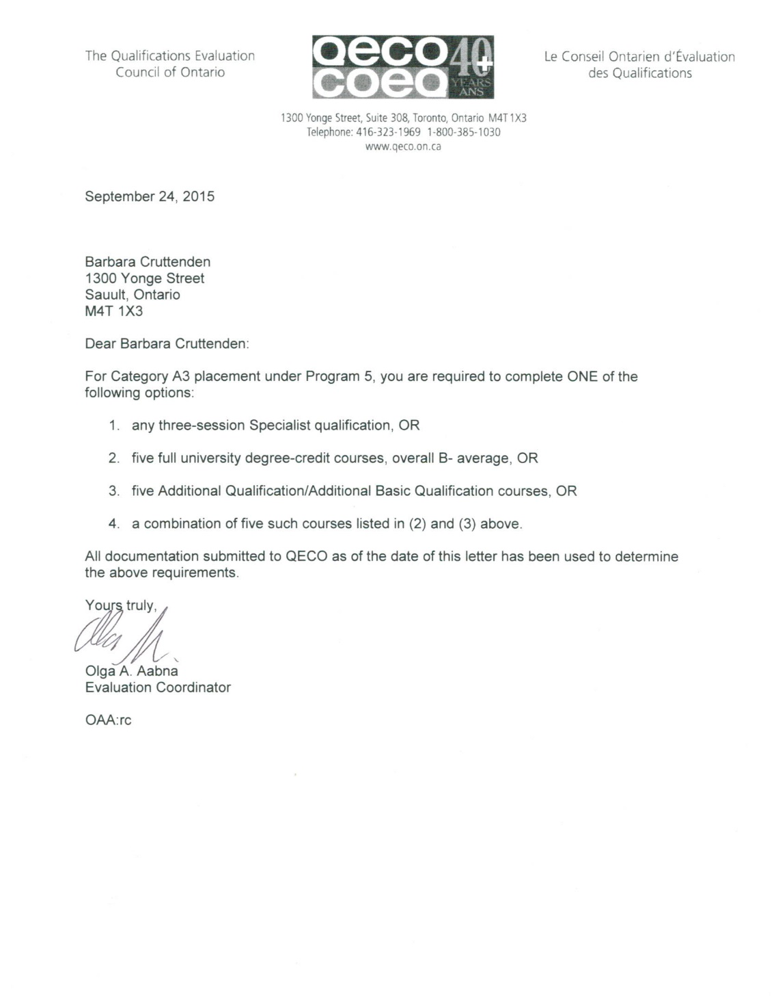 The Qualifications Evaluation
Council of Ontario
qeco
coeq
40+
YEARS
ANS
Le Conseil Ontarien d'Évaluation
des Qualifications
1300 Yonge Street, Suite 308, Toronto, Ontario M4T 1X3
Telephone: 416-323-1969 1-800-385-1030
www.qeco.on.ca
September 24, 2015
Barbara Cruttenden
1300 Yonge Street
Sauult, Ontario
M4T 1X3
Dear Barbara Cruttenden:
For Category A3 placement under Program 5, you are required to complete ONE of the
following options:
1. any three-session Specialist qualification, OR
2. five full university degree-credit courses, overall B- average, OR
3. five Additional Qualification/Additional Basic Qualification courses, OR
4. a combination of five such courses listed in (2) and (3) above.
All documentation submitted to QECO as of the date of this letter has been used to determine
the above requirements.
Yours truly,
Olga A. Aabna
Evaluation Coordinator
OAA:rc